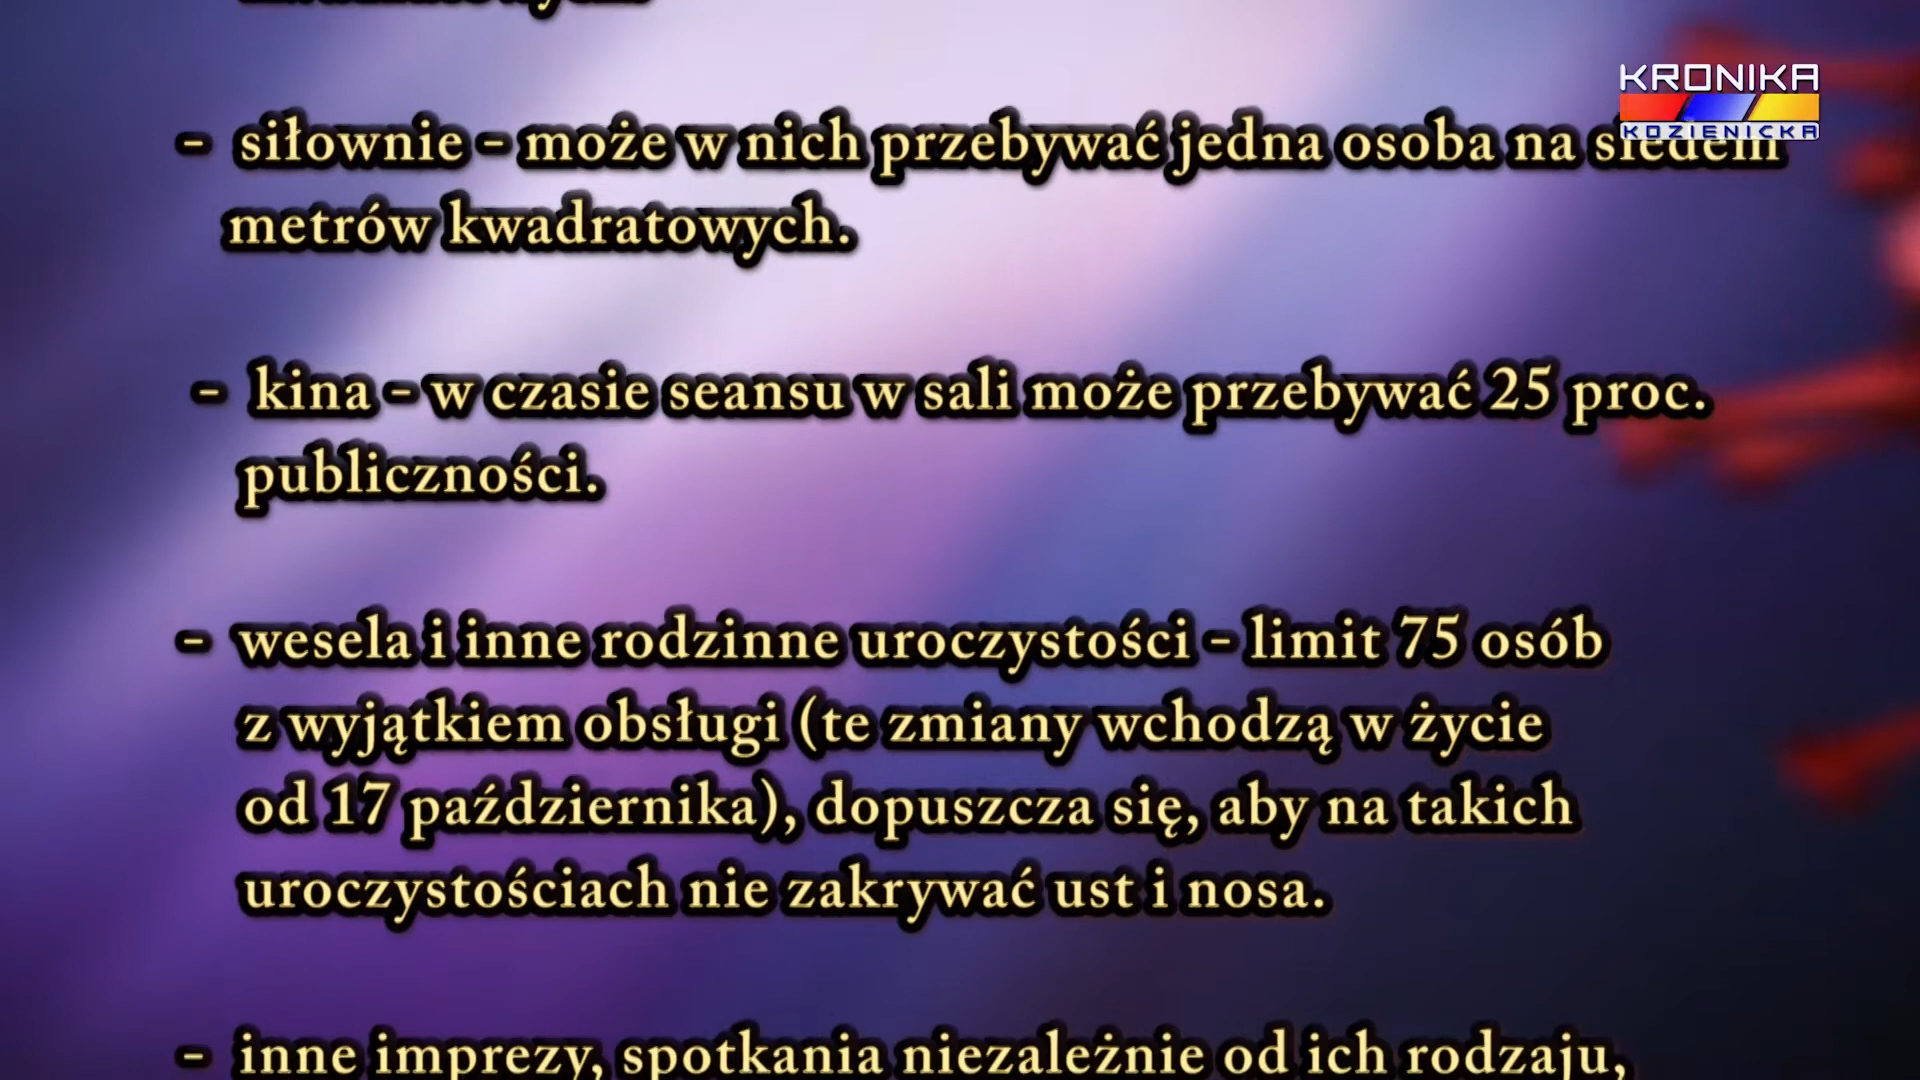 KRONIKA
KOZIENICKA
- siłownie - może w nich przebywać jedna osoba na siedem
metrów kwadratowych.
- kina - w czasie seansu w sali może przebywać 25 proc.
publiczności.
- wesela i inne rodzinne uroczystości - limit 75 osób
z wyjątkiem obsługi (te zmiany wchodzą w życie
od 17 października), dopuszcza się, aby na takich
uroczystościach nie zakrywać ust i nosa.
- inne imprezy, spotkania niezależnie od ich rodzaju,